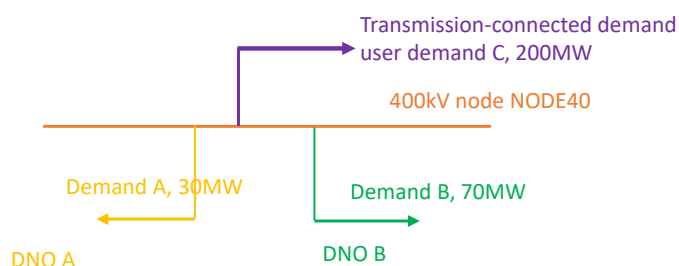 Transmission-connected demand
user demand C, 200MW
400kV node NODE40
Demand A, 30MW
Demand B, 70MW
DNO A
DNO B